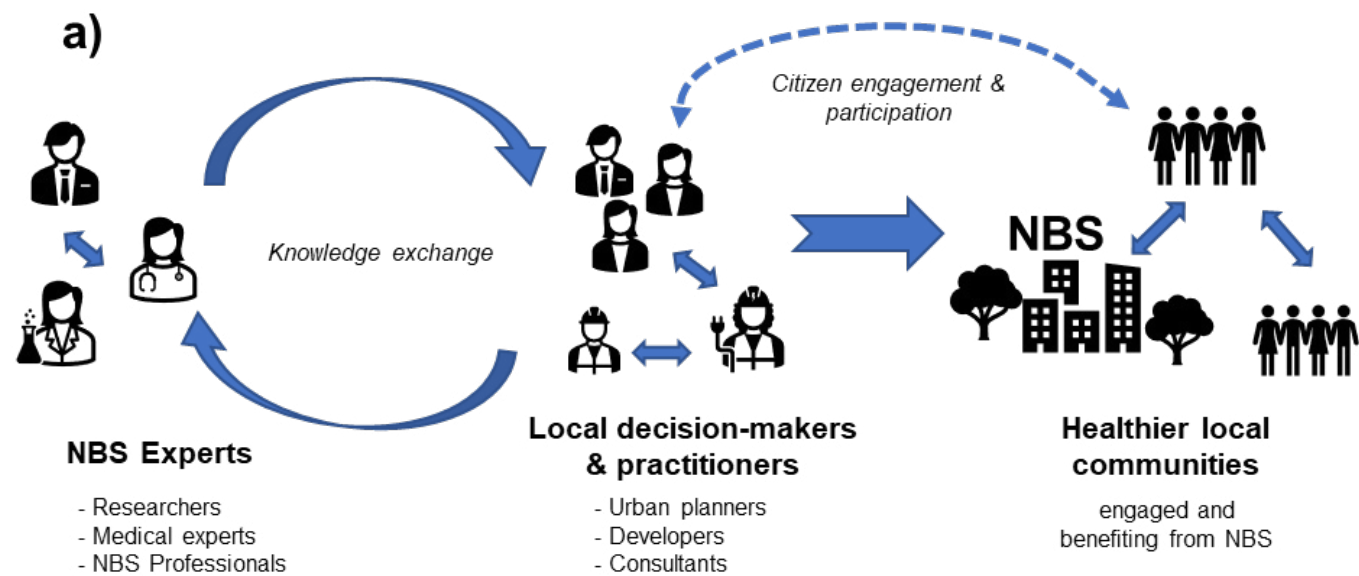 a)
Citizen engagement &
participation
Knowledge exchange
NBS
NBS Experts
- Researchers
- Medical experts
- NBS Professionals
Local decision-makers
& practitioners
- Urban planners
- Developers
- Consultants
Healthier local
communities
engaged and
benefiting from NBS